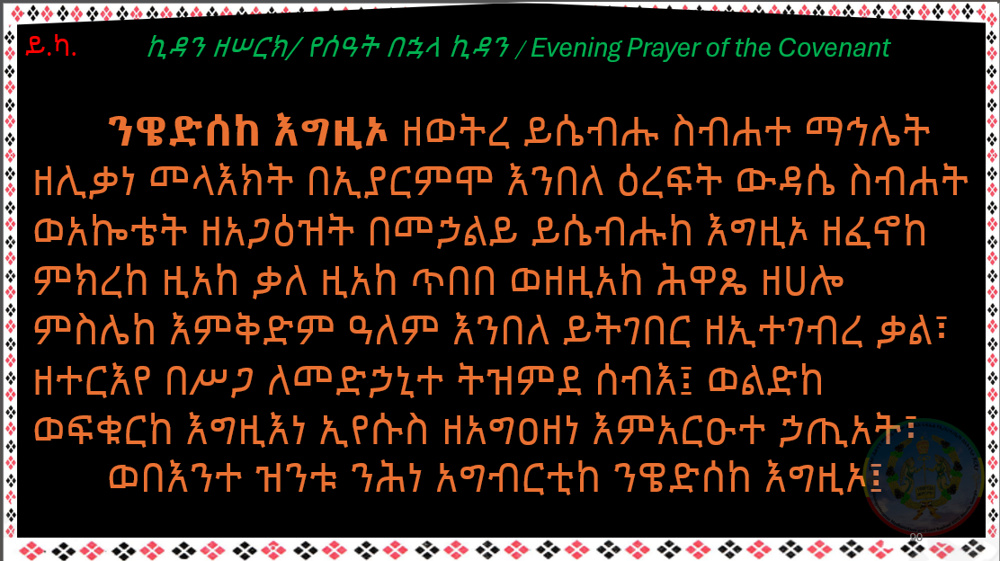 ይ.ካ. ኪዳን ዘሠርክ/ የሰዓት በኋላ ኪዳን / Evening Prayer of the Covenant
ንዌድሰከ እግዚኦ ዘወትረ ይሴብሑ ስብሐተ ማኅሌት
ዘሊቃነ መላእክት በኢያርምሞ እንበለ ዕረፍት ውዳሴ ስብሐት
ወአኰቴት ዘአጋዕዝት በመኃልይ ይሴብሑከ እግዚኦ ዘፈኖከ
ምክረከ ዚአከ ቃለ ዚአከ ጥበበ ወዘዚአከ ሕዋጼ ዘሀሎ
ምስሌከ እምቅድም ዓለም እንበለ ይትገበር ዘኢተገብረ ቃል፣
ዘተርእየ በሥጋ ለመድኃኒተ ትዝምደ ሰብእ፤ ወልድከ
ወፍቁርከ እግዚእነ ኢየሱስ ዘአግዐዘነ እምአርዑተ ኃጢአት፣
ወበእንተ ዝንቱ ንሕነ አግብርቲከ ንዌድሰከ እግዚኦ፤